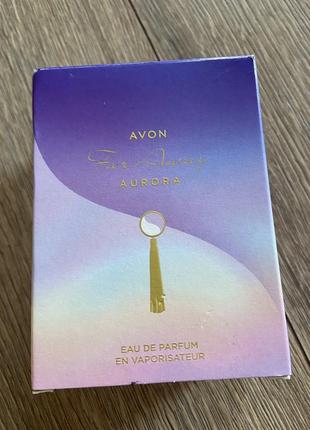 AVON
Far Away
AURORA
EAU DE PARFUM
EN VAPORISATEUR